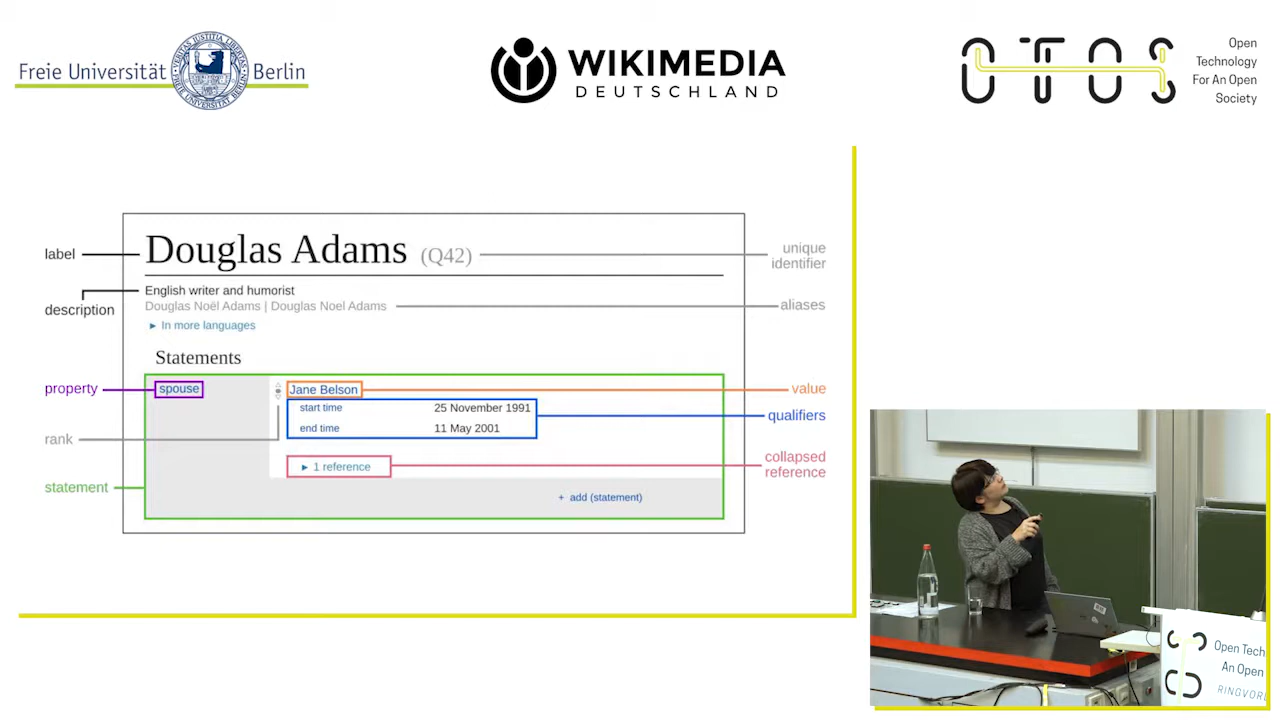 Freie Universität Berlin
WIKIMEDIA
DEUTSCHLAND
OTOS
Open
Technology
For An Open
Society
label
Douglas Adams (Q42)
unique
identifier
description
English writer and humorist
Douglas Noël Adams | Douglas Noel Adams
aliases
► In more languages
Statements
property
spouse
Jane Belson
value
start time 25 November 1991
end time 11 May 2001
qualifiers
rank
► 1 reference
collapsed
reference
statement
+ add (statement)
Open Tech
An Open
RINGVORL